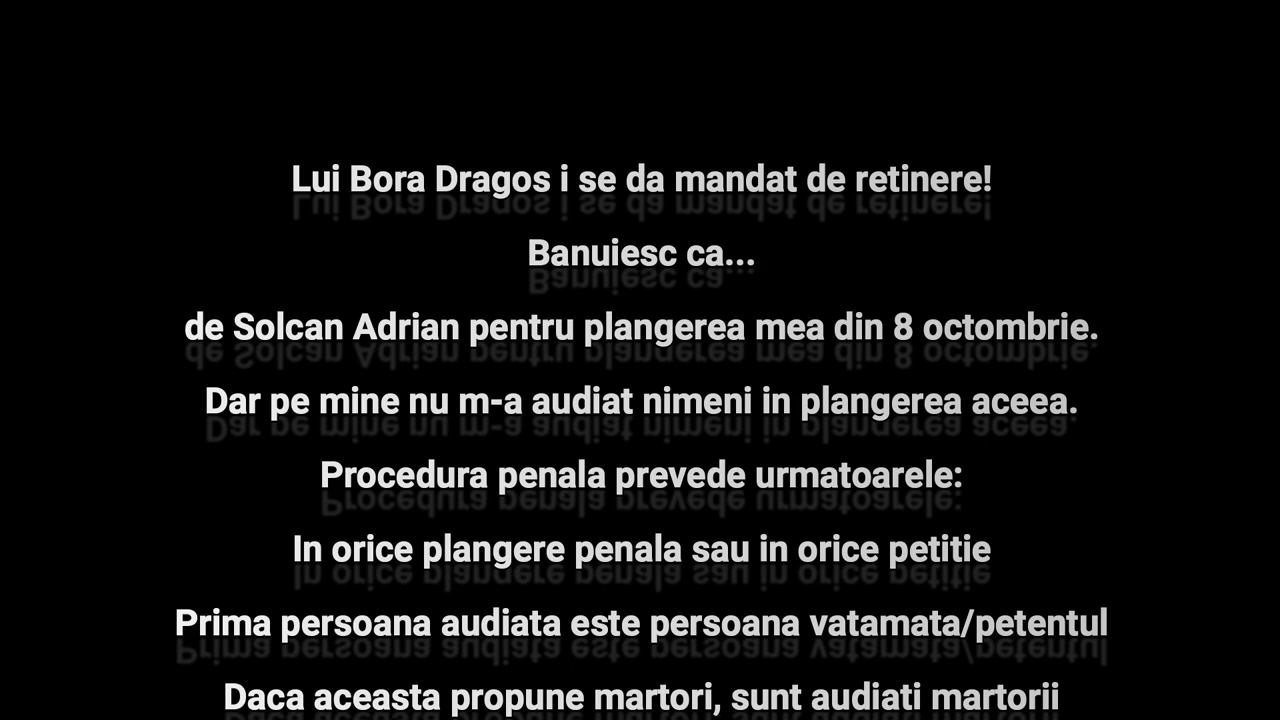 Lui Bora Dragos i se da mandat de retinere!
Banuiesc ca...
de Solcan Adrian pentru plangerea mea din 8 octombrie.
Dar pe mine nu m-a audiat nimeni in plangerea aceea.
Procedura penala prevede urmatoarele:
In orice plangere penala sau in orice petitie
Prima persoana audiata este persoana vatamata/petentul
Daca aceasta propune martori, sunt audiati martorii